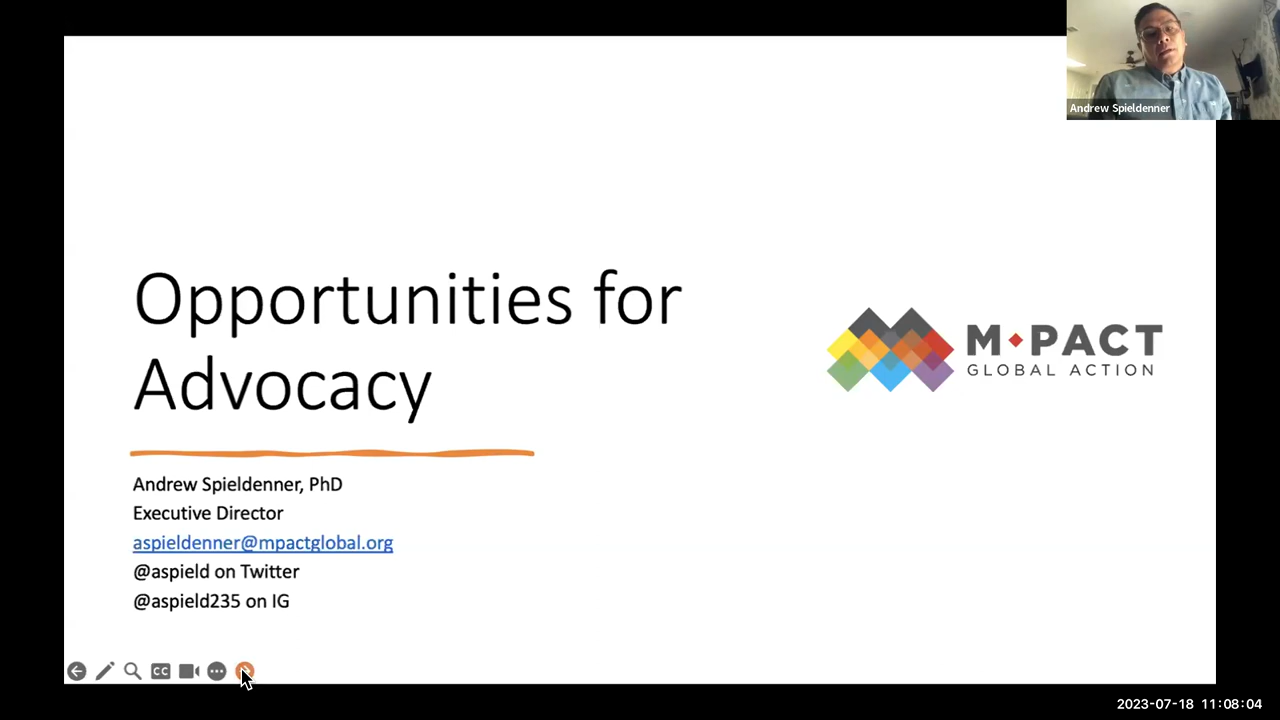 Andrew Spieldenner
Opportunities for
Advocacy
M PACT
GLOBAL ACTION
Andrew Spieldenner, PhD
Executive Director
aspieldenner@mpactglobal.org
@aspield on Twitter
@aspield235 on IG
CC
2023-07-18 11:08:04